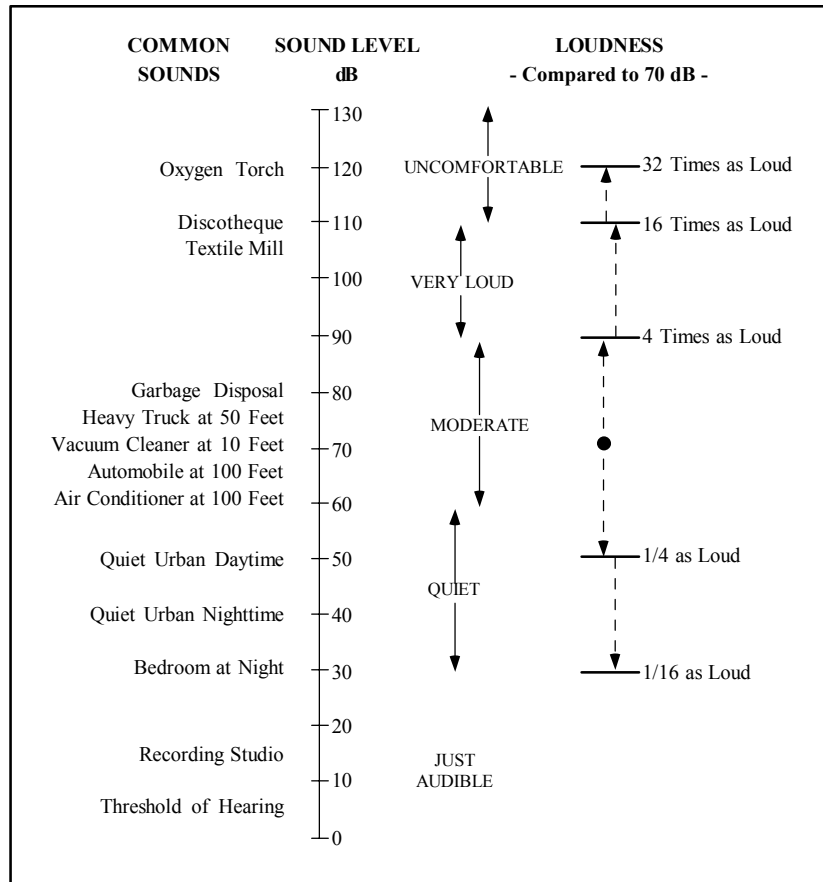 COMMON SOUND LEVEL LOUDNESS
SOUNDS dB - Compared to 70 dB -
130
UNCOMFORTABLE
Oxygen Torch 120 32 Times as Loud
Discotheque 110 16 Times as Loud
Textile Mill
100
VERY LOUD
90 4 Times as Loud
Garbage Disposal 80
Heavy Truck at 50 Feet
MODERATE
Vacuum Cleaner at 10 Feet 70
Automobile at 100 Feet
Air Conditioner at 100 Feet 60
Quiet Urban Daytime 50 1/4 as Loud
QUIET
Quiet Urban Nighttime 40
Bedroom at Night 30 1/16 as Loud
20
Recording Studio JUST
10 AUDIBLE
Threshold of Hearing
0